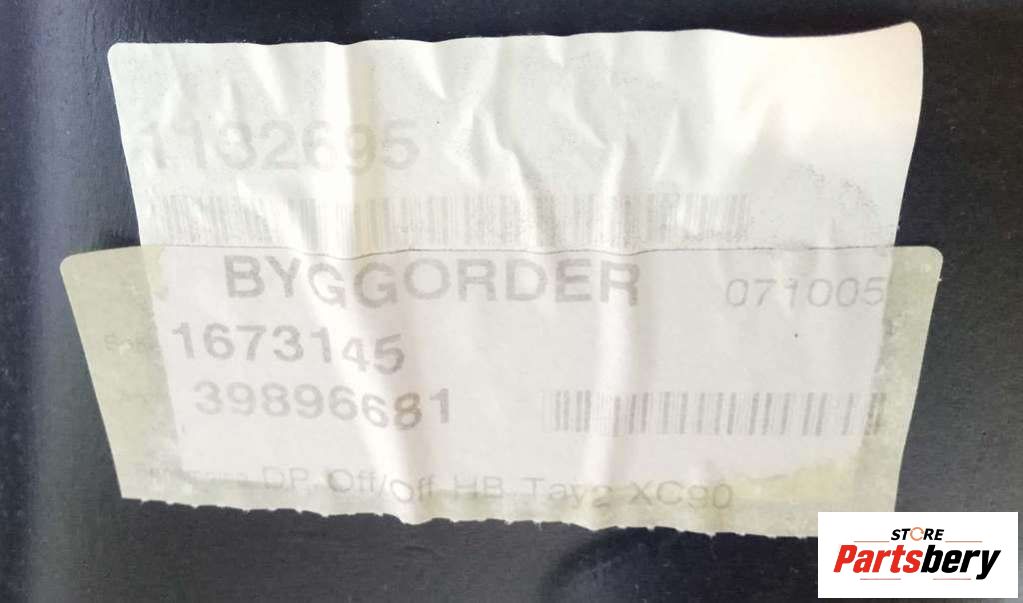 1132695
BYGGORDER 071005
1673145
39896681
DP, Off/Off HB Tay2 XC90
STORE
Partsbery